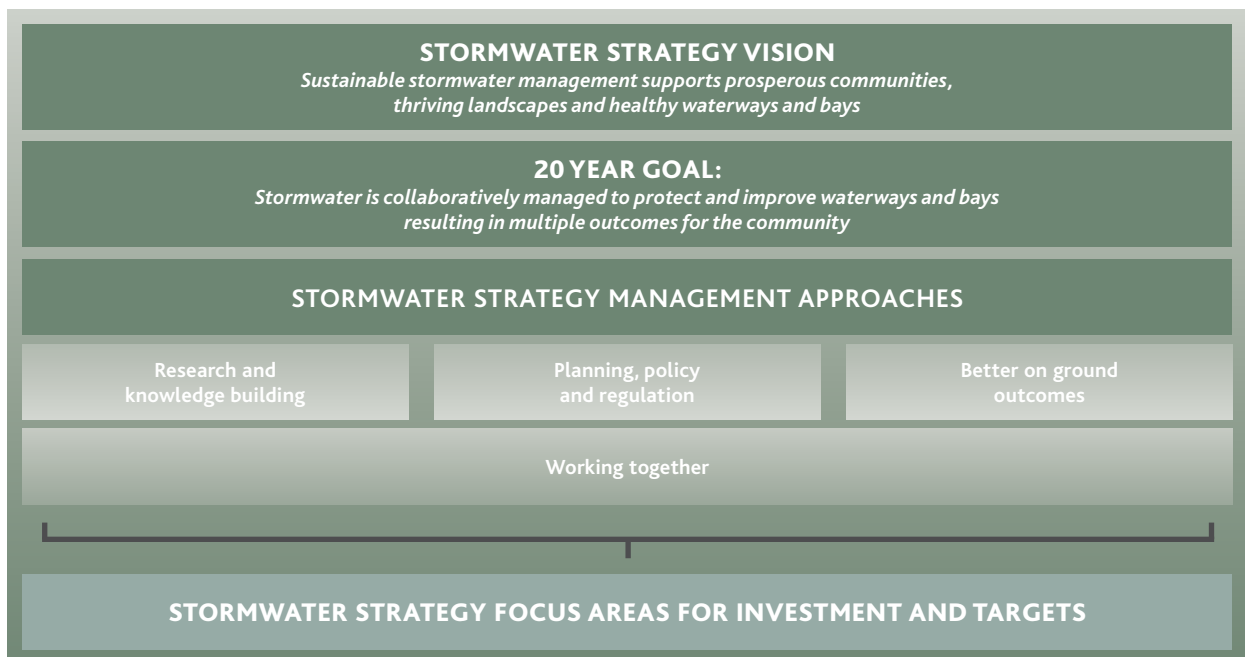 STORMWATER STRATEGY VISION
Sustainable stormwater management supports prosperous communities,
thriving landscapes and healthy waterways and bays
20 YEAR GOAL:
Stormwater is collaboratively managed to protect and improve waterways and bays
resulting in multiple outcomes for the community
STORMWATER STRATEGY MANAGEMENT APPROACHES
Research and
knowledge building
Planning, policy
and regulation
Better on ground
outcomes
Working together
STORMWATER STRATEGY FOCUS AREAS FOR INVESTMENT AND TARGETS